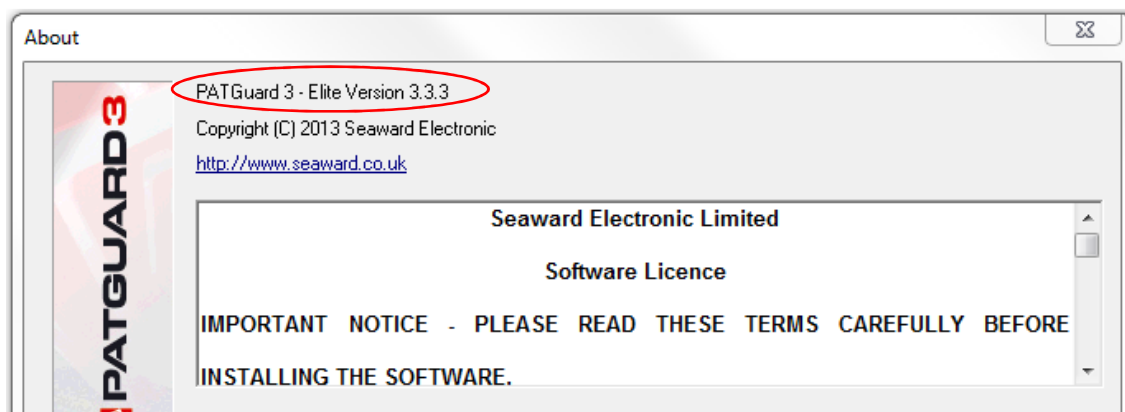 About
PATGUARD3
PATGuard 3 - Elite Version 3.3.3
Copyright (C) 2013 Seaward Electronic
http://www.seaward.co.uk
Seaward Electronic Limited
Software Licence
IMPORTANT NOTICE - PLEASE READ THESE TERMS CAREFULLY BEFORE
INSTALLING THE SOFTWARE.